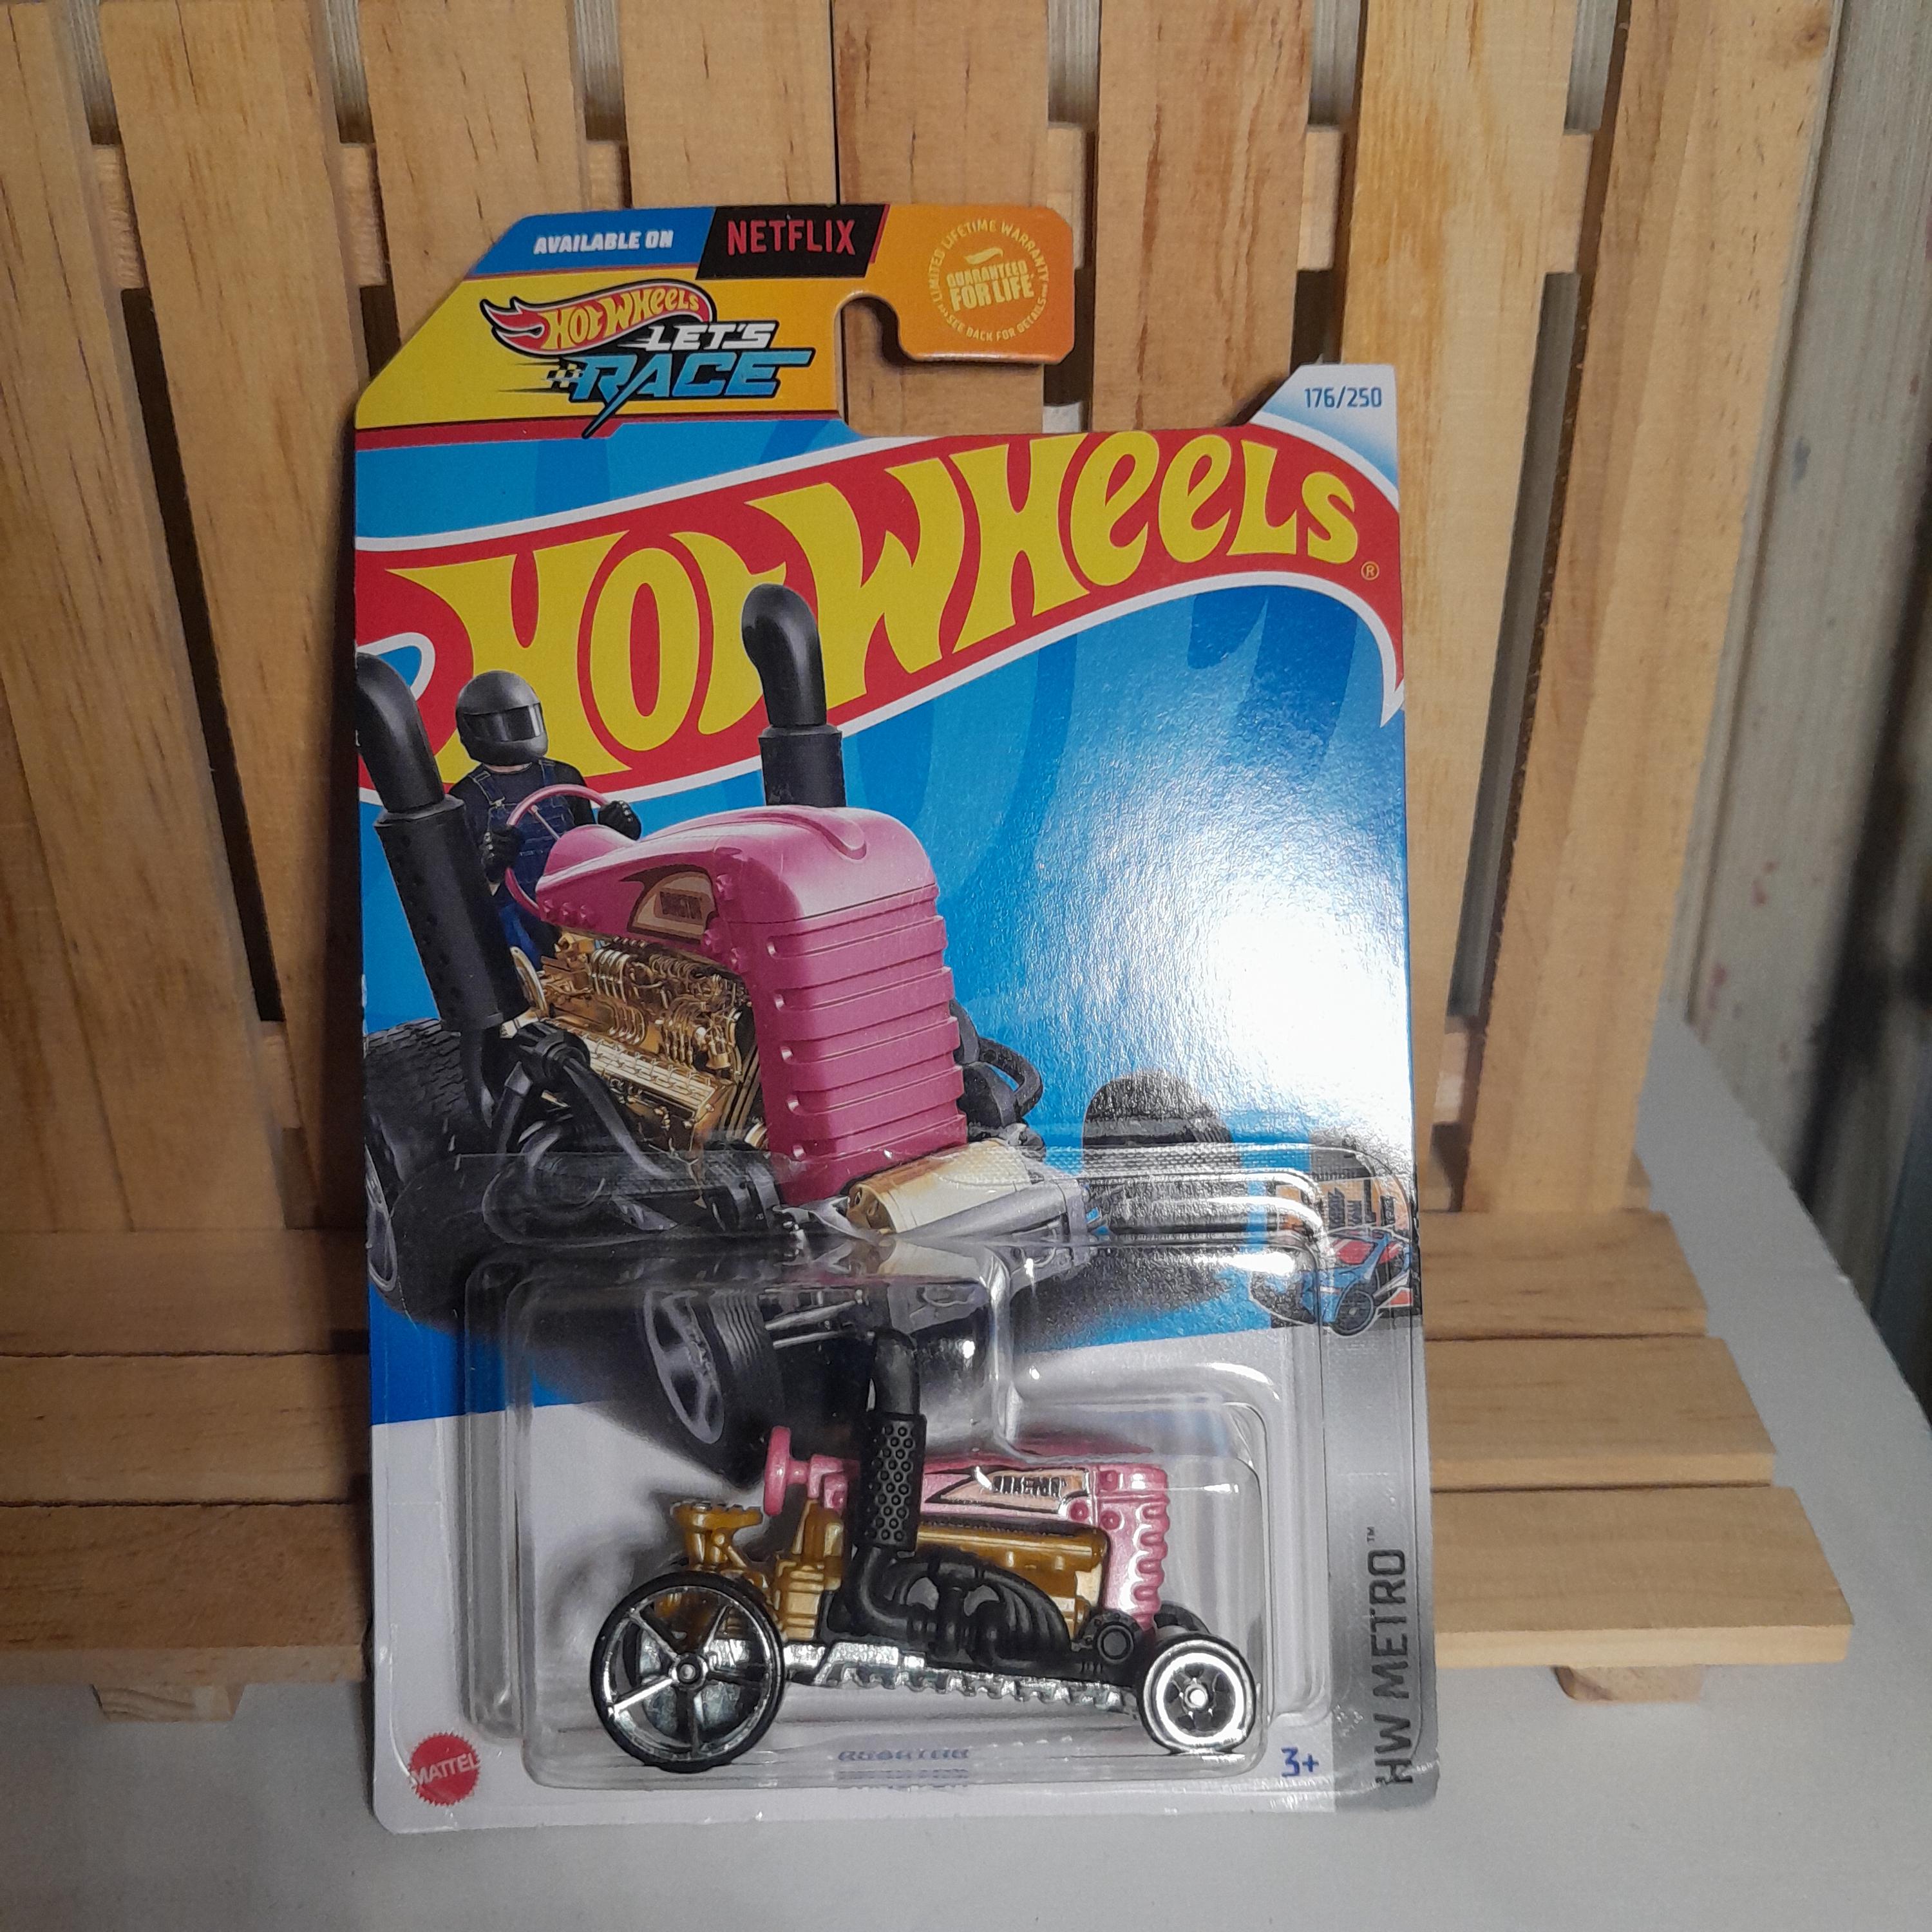 AVAILABLE ON NETFLIX
LIMITED LIFETIME WARRANTY
GUARANTEED
FOR LIFE
SEE BACK FOR DETAILS
HOT WHEELS
LET'S
RACE
176/250
HOT WHEELS®
HW METRO™
MATTEL
3+